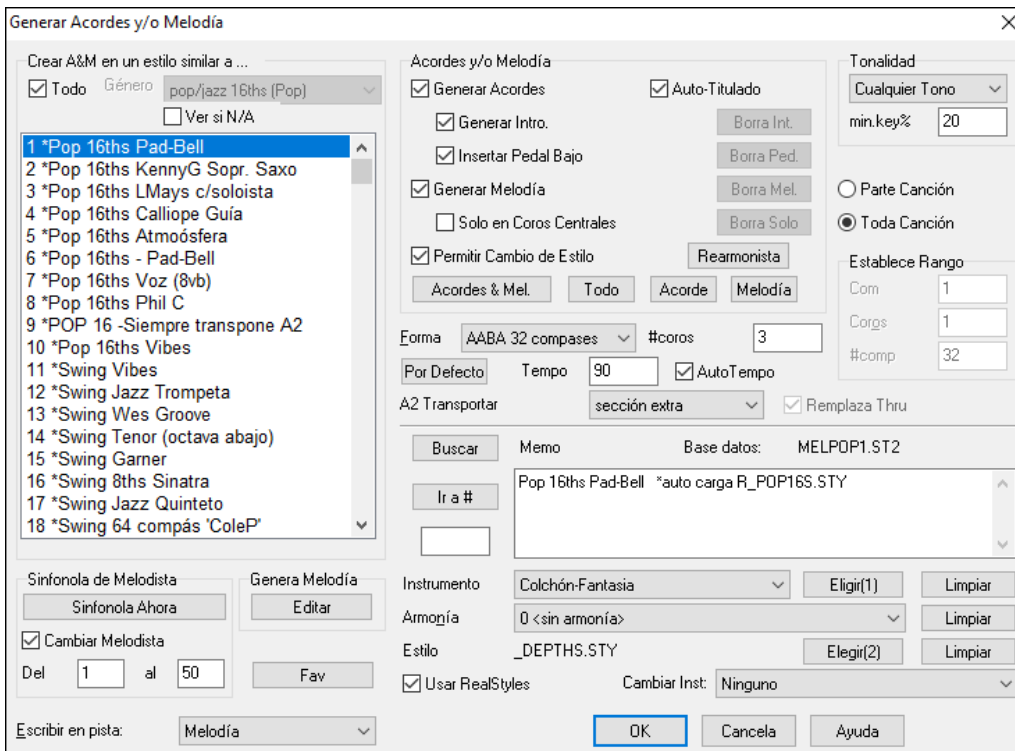 Generar Acordes y/o Melodía
Crear A&M en un estilo similar a ...
Todo Género pop/jazz 16ths (Pop)
Ver si N/A
1 *Pop 16ths Pad-Bell
2 *Pop 16ths KennyG Sopr. Saxo
3 *Pop 16ths LMays c/soloista
4 *Pop 16ths Calliope Guía
5 *Pop 16ths Atmoósfera
6 *Pop 16ths - Pad-Bell
7 *Pop 16ths Voz (8vb)
8 *Pop 16ths Phil C
9 *POP 16 -Siempre transpone A2
10 *Pop 16ths Vibes
11 *Swing Vibes
12 *Swing Jazz Trompeta
13 *Swing Wes Groove
14 *Swing Tenor (octava abajo)
15 *Swing Garner
16 *Swing 8ths Sinatra
17 *Swing Jazz Quinteto
18 *Swing 64 compás 'ColeP'
Sinfonola de Melodista
Sinfonola Ahora
Cambiar Melodista
Del 1 al 50
Genera Melodía
Editar
Fav
Escribir en pista: Melodía
Acordes y/o Melodía
Generar Acordes Auto-Titulado
Generar Intro. Borra Int.
Insertar Pedal Bajo Borra Ped.
Generar Melodía Borra Mel.
Solo en Coros Centrales Borra Solo
Permitir Cambio de Estilo Rearmonista
Acordes & Mel. Todo Acorde Melodía
Tonalidad
Cualquier Tono
min.key% 20
Parte Canción
Toda Canción
Establece Rango
Com 1
Coros 1
#comp 32
Forma AABA 32 compases #coros 3
Por Defecto Tempo 90 AutoTempo
A2 Transportar sección extra Remplaza Thru
Buscar Memo Base datos: MELPOP1.ST2
Ir a #
Pop 16ths Pad-Bell *auto carga R_POP16S.STY
Instrumento Colchón-Fantasia Eligir(1) Limpiar
Armonía 0 <sin armonía> Limpiar
Estilo _DEPTHS.STY Elegir(2) Limpiar
Usar RealStyles Cambiar Inst: Ninguno
OK Cancela Ayuda